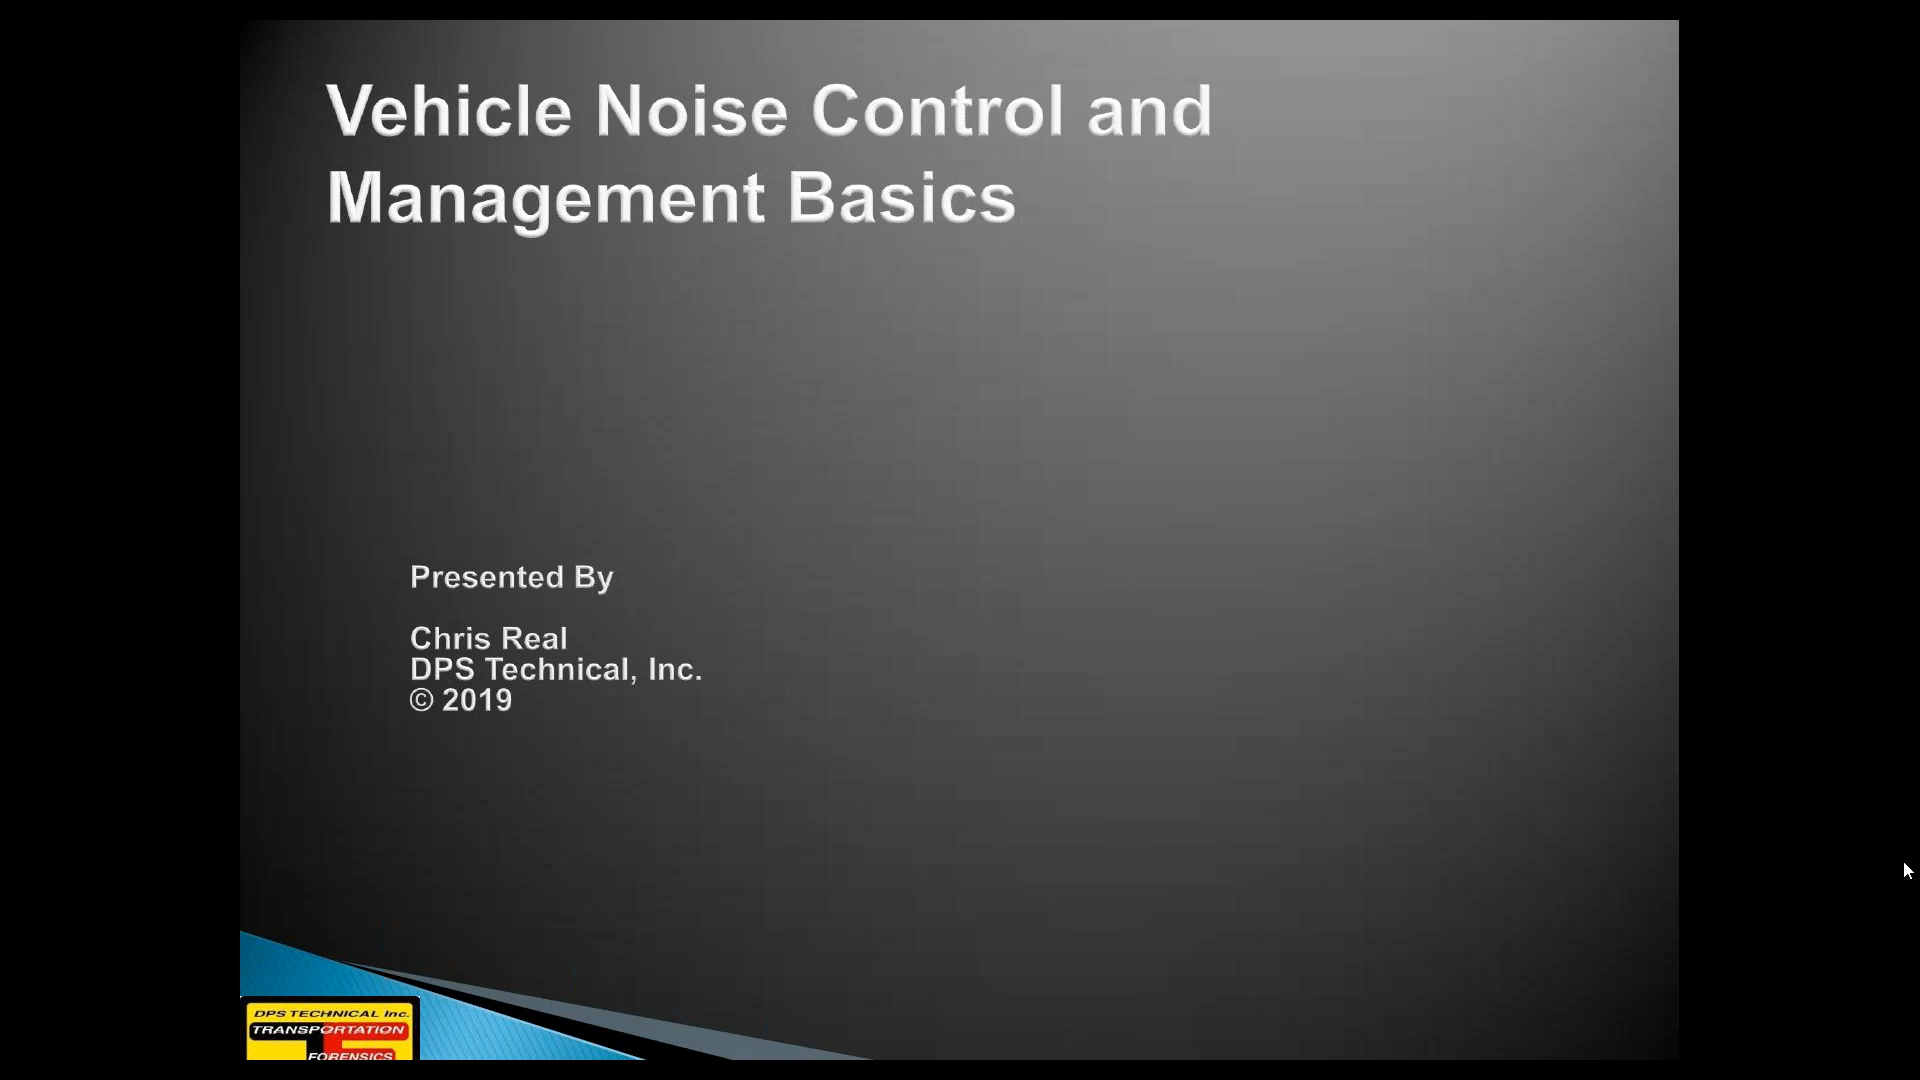 Vehicle Noise Control and
Management Basics
Presented By
Chris Real
DPS Technical, Inc.
© 2019
DPS TECHNICAL Inc.
TRANSPORTATION
FORENSICS